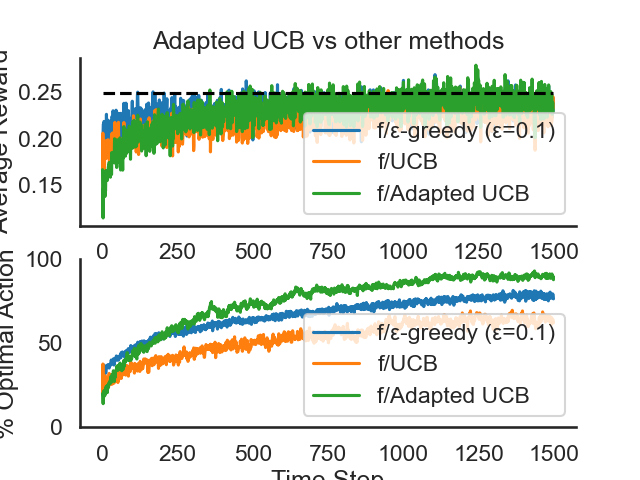 Adapted UCB vs other methods
Average Reward
0.25
0.20
0.15
f/ε-greedy (ε=0.1)
f/UCB
f/Adapted UCB
0 250 500 750 1000 1250 1500
% Optimal Action
100
50
0
f/ε-greedy (ε=0.1)
f/UCB
f/Adapted UCB
0 250 500 750 1000 1250 1500
Time Step